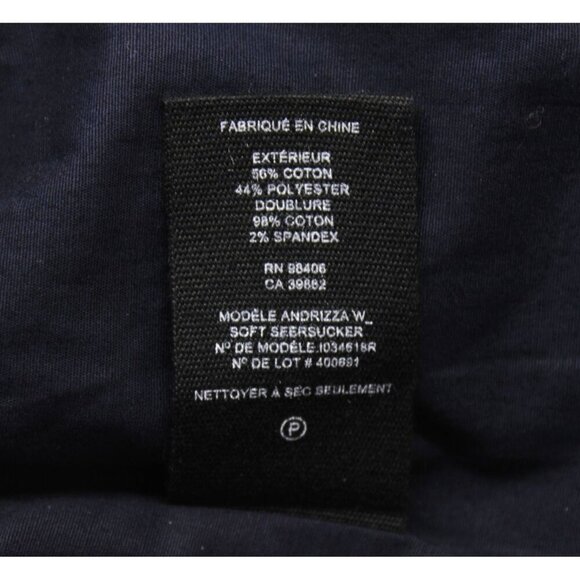 FABRIQUÉ EN CHINE
EXTÉRIEUR
56% COTON
44% POLYESTER
DOUBLURE
98% COTON
2% SPANDEX
RN 98406
CA 39882
MODÈLE ANDRIZZA W_
SOFT SEERSUCKER
Nº DE MODÈLE.I034618R
Nº DE LOT # 400691
NETTOYER A SEC SEULEMENT
P